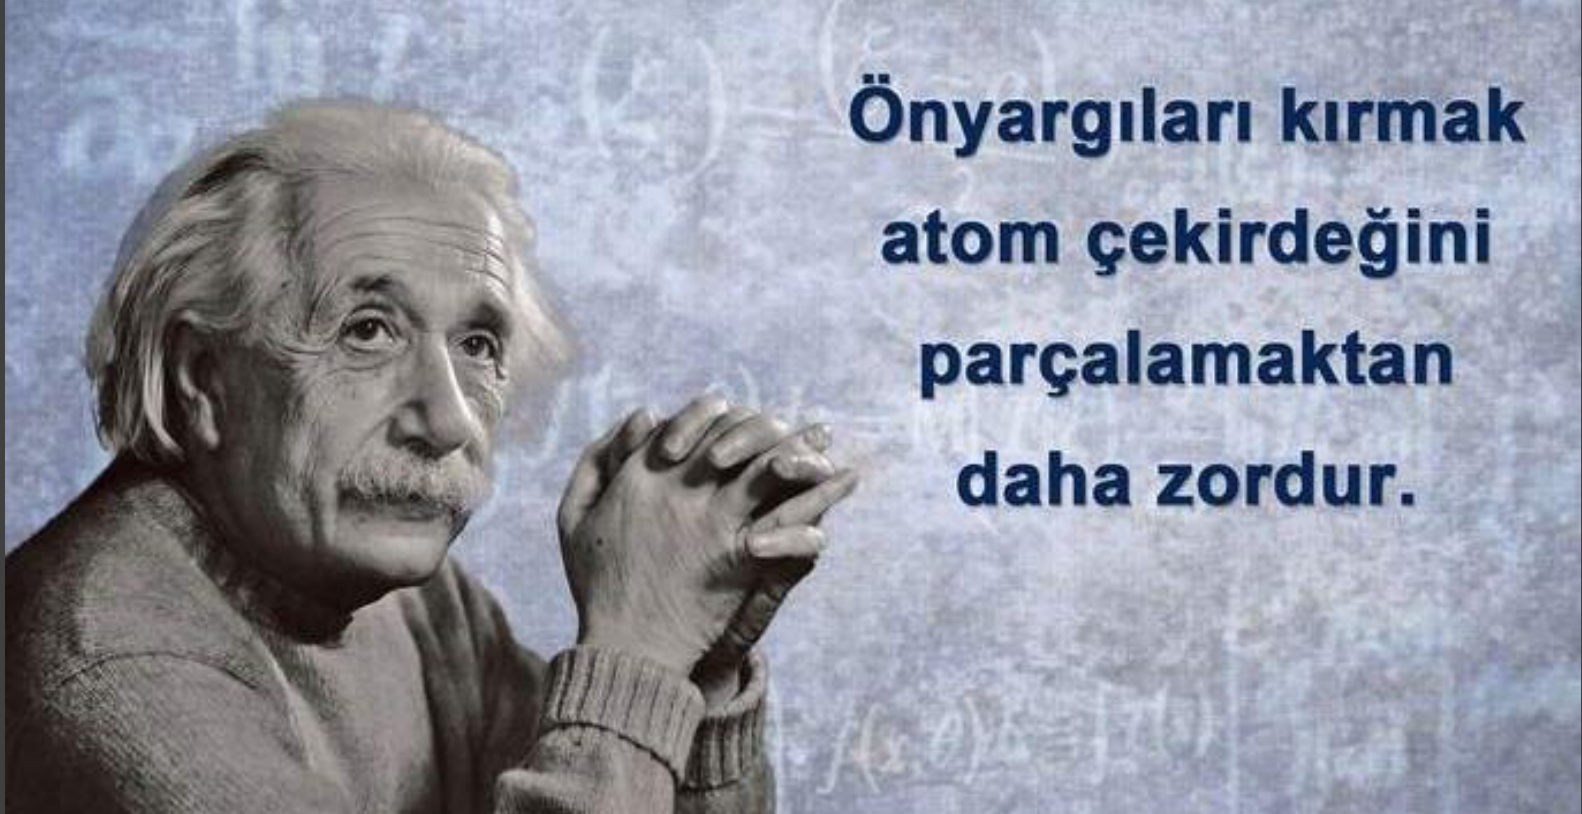 Önyargıları kırmak
atom çekirdeğini
parçalamaktan
daha zordur.